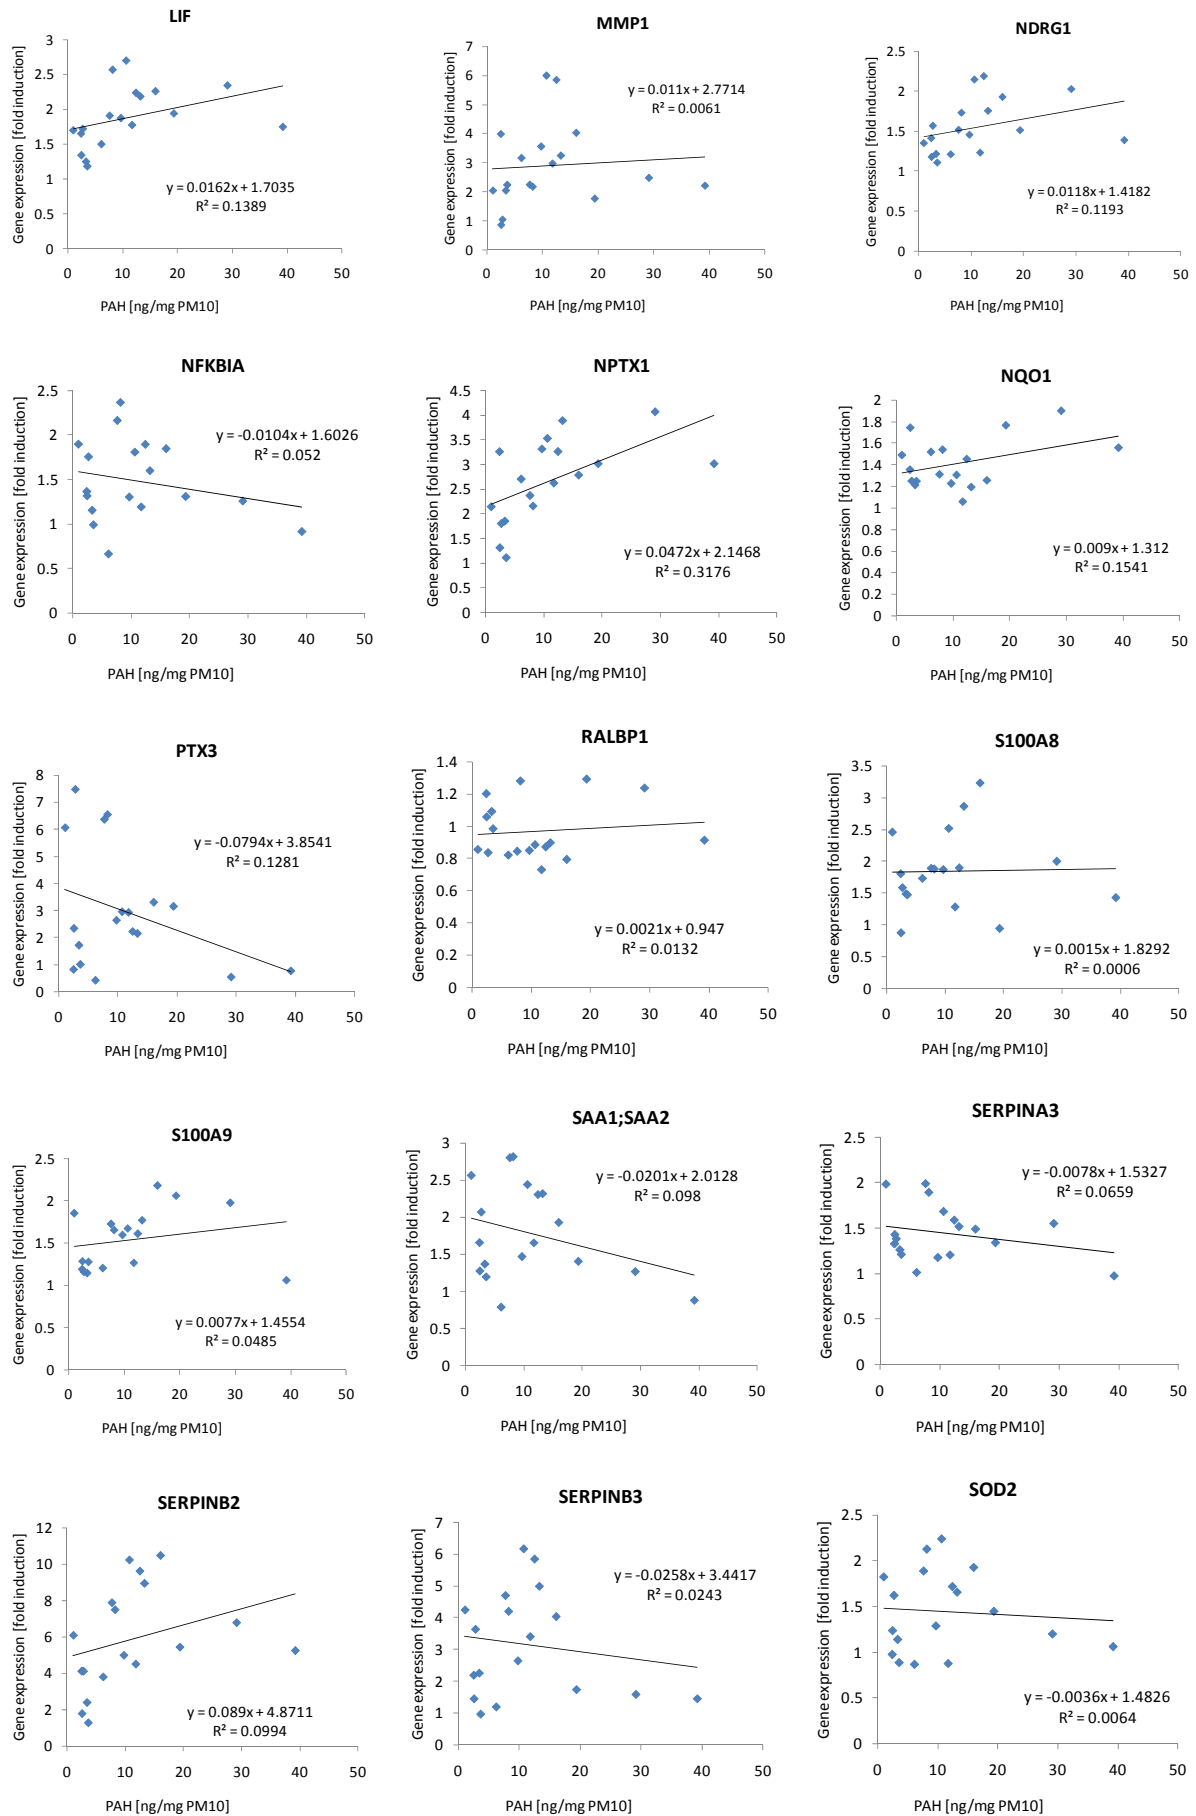 LIF
Gene expression [fold induction]
3
2.5
2
1.5
1
0.5
0
y = 0.0162x + 1.7035
R² = 0.1389
0 10 20 30 40 50
PAH [ng/mg PM10]
MMP1
Gene expression [fold induction]
7
6
5
4
3
2
1
0
y = 0.011x + 2.7714
R² = 0.0061
0 10 20 30 40 50
PAH [ng/mg PM10]
NDRG1
Gene expression [fold induction]
2.5
2
1.5
1
0.5
0
y = 0.0118x + 1.4182
R² = 0.1193
0 10 20 30 40 50
PAH [ng/mg PM10]
NFKBIA
Gene expression [fold induction]
2.5
2
1.5
1
0.5
0
y = -0.0104x + 1.6026
R² = 0.052
0 10 20 30 40 50
PAH [ng/mg PM10]
NPTX1
Gene expression [fold induction]
4.5
4
3.5
3
2.5
2
1.5
1
0.5
0
y = 0.0472x + 2.1468
R² = 0.3176
0 10 20 30 40 50
PAH [ng/mg PM10]
NQO1
Gene expression [fold induction]
2
1.8
1.6
1.4
1.2
1
0.8
0.6
0.4
0.2
0
y = 0.009x + 1.312
R² = 0.1541
0 10 20 30 40 50
PAH [ng/mg PM10]
PTX3
Gene expression [fold induction]
8
7
6
5
4
3
2
1
0
y = -0.0794x + 3.8541
R² = 0.1281
0 10 20 30 40 50
PAH [ng/mg PM10]
RALBP1
Gene expression [fold induction]
1.4
1.2
1
0.8
0.6
0.4
0.2
0
y = 0.0021x + 0.947
R² = 0.0132
0 10 20 30 40 50
PAH [ng/mg PM10]
S100A8
Gene expression [fold induction]
3.5
3
2.5
2
1.5
1
0.5
0
y = 0.0015x + 1.8292
R² = 0.0006
0 10 20 30 40 50
PAH [ng/mg PM10]
S100A9
Gene expression [fold induction]
2.5
2
1.5
1
0.5
0
y = 0.0077x + 1.4554
R² = 0.0485
0 10 20 30 40 50
PAH [ng/mg PM10]
SAA1;SAA2
Gene expression [fold induction]
3
2.5
2
1.5
1
0.5
0
y = -0.0201x + 2.0128
R² = 0.098
0 10 20 30 40 50
PAH [ng/mg PM10]
SERPINA3
Gene expression [fold induction]
2.5
2
1.5
1
0.5
0
y = -0.0078x + 1.5327
R² = 0.0659
0 10 20 30 40 50
PAH [ng/mg PM10]
SERPINB2
Gene expression [fold induction]
12
10
8
6
4
2
0
y = 0.089x + 4.8711
R² = 0.0994
0 10 20 30 40 50
PAH [ng/mg PM10]
SERPINB3
Gene expression [fold induction]
7
6
5
4
3
2
1
0
y = -0.0258x + 3.4417
R² = 0.0243
0 10 20 30 40 50
PAH [ng/mg PM10]
SOD2
Gene expression [fold induction]
2.5
2
1.5
1
0.5
0
y = -0.0036x + 1.4826
R² = 0.0064
0 10 20 30 40 50
PAH [ng/mg PM10]